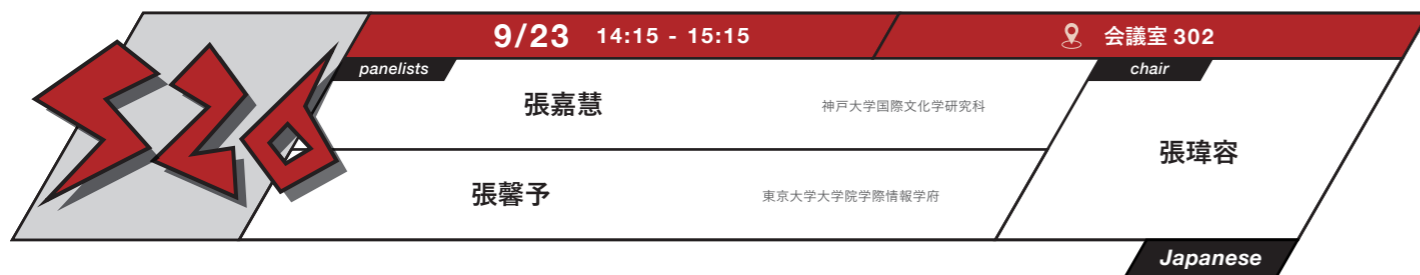 S26
9/23 14:15 - 15:15 会議室 302
panelists
chair
張嘉慧 神戸大学国際文化学研究科
張瑋容
張馨予 東京大学大学院学際情報学府
Japanese